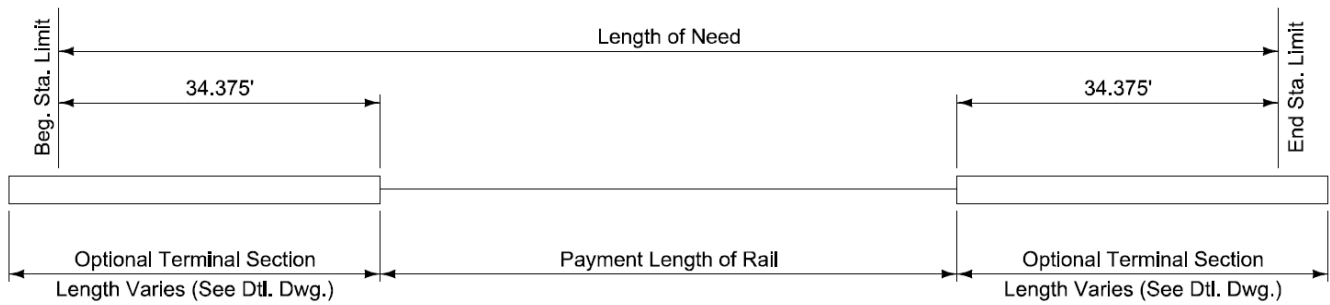 Beg. Sta. Limit
Length of Need
End Sta. Limit
34.375'
34.375'
Optional Terminal Section
Length Varies (See Dtl. Dwg.)
Payment Length of Rail
Optional Terminal Section
Length Varies (See Dtl. Dwg.)